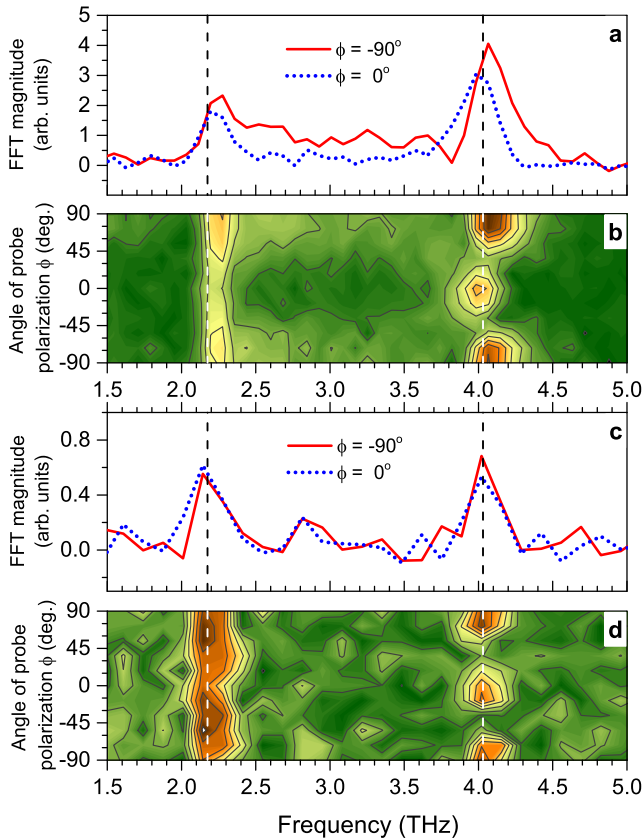 a
FFT magnitude
(arb. units)
5
4
3
2
1
0
ϕ = -90°
ϕ = 0°
b
Angle of probe
polarization ϕ (deg.)
90
45
0
-45
-90
1.5 2.0 2.5 3.0 3.5 4.0 4.5 5.0
c
FFT magnitude
(arb. units)
0.8
0.4
0.0
ϕ = -90°
ϕ = 0°
d
Angle of probe
polarization ϕ (deg.)
90
45
0
-45
-90
1.5 2.0 2.5 3.0 3.5 4.0 4.5 5.0
Frequency (THz)